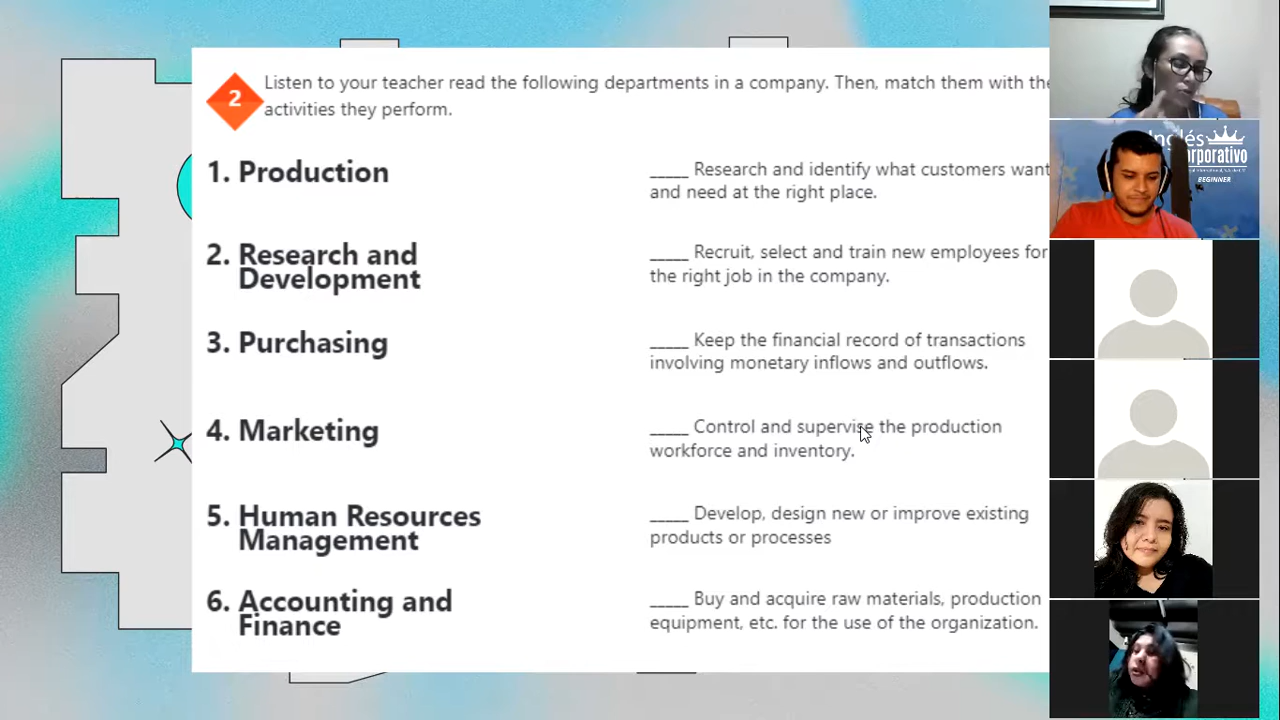 2
Listen to your teacher read the following departments in a company. Then, match them with the
activities they perform.
1. Production
_____ Research and identify what customers want
and need at the right place.
2. Research and
Development
_____ Recruit, select and train new employees for
the right job in the company.
3. Purchasing
_____ Keep the financial record of transactions
involving monetary inflows and outflows.
4. Marketing
_____ Control and supervise the production
workforce and inventory.
5. Human Resources
Management
_____ Develop, design new or improve existing
products or processes
6. Accounting and
Finance
_____ Buy and acquire raw materials, production
equipment, etc. for the use of the organization.
BEGINNER